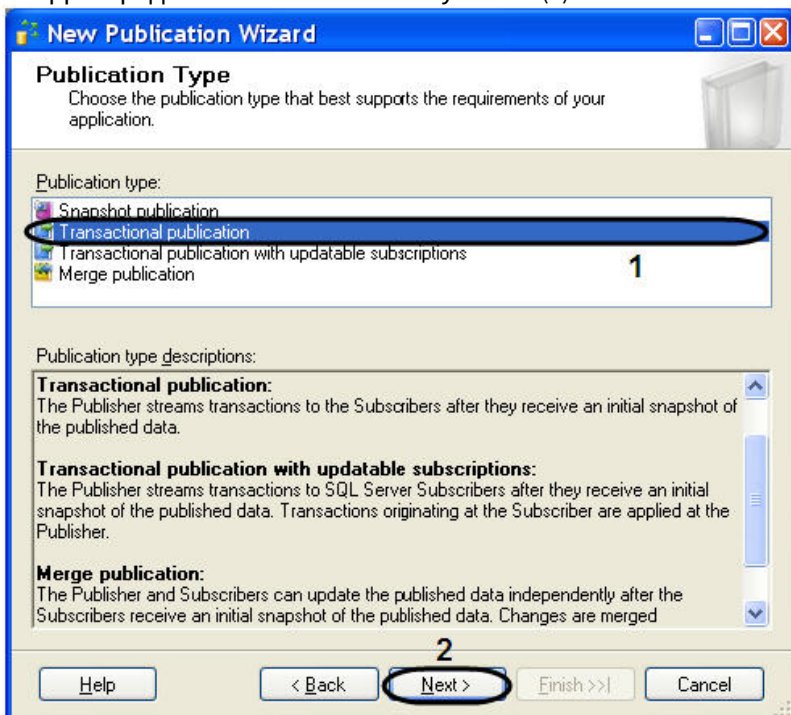 New Publication Wizard
Publication Type
Choose the publication type that best supports the requirements of your
application.
Publication type:
Snapshot publication
Transactional publication
Transactional publication with updatable subscriptions
1
Merge publication
Publication type descriptions:
Transactional publication:
The Publisher streams transactions to the Subscribers after they receive an initial snapshot of
the published data.
Transactional publication with updatable subscriptions:
The Publisher streams transactions to SQL Server Subscribers after they receive an initial
snapshot of the published data. Transactions originating at the Subscriber are applied at the
Publisher.
Merge publication:
The Publisher and Subscribers can update the published data independently after the
Subscribers receive an initial snapshot of the published data. Changes are merged
2
Help
< Back
Next >
Finish >>|
Cancel